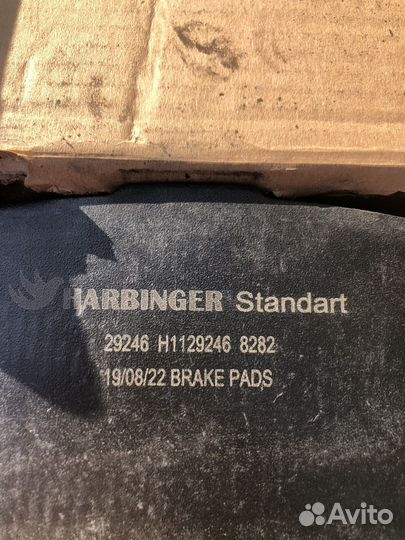 HARBINGER Standart
29246 H1129246 8282
19/08/22 BRAKE PADS
Avito